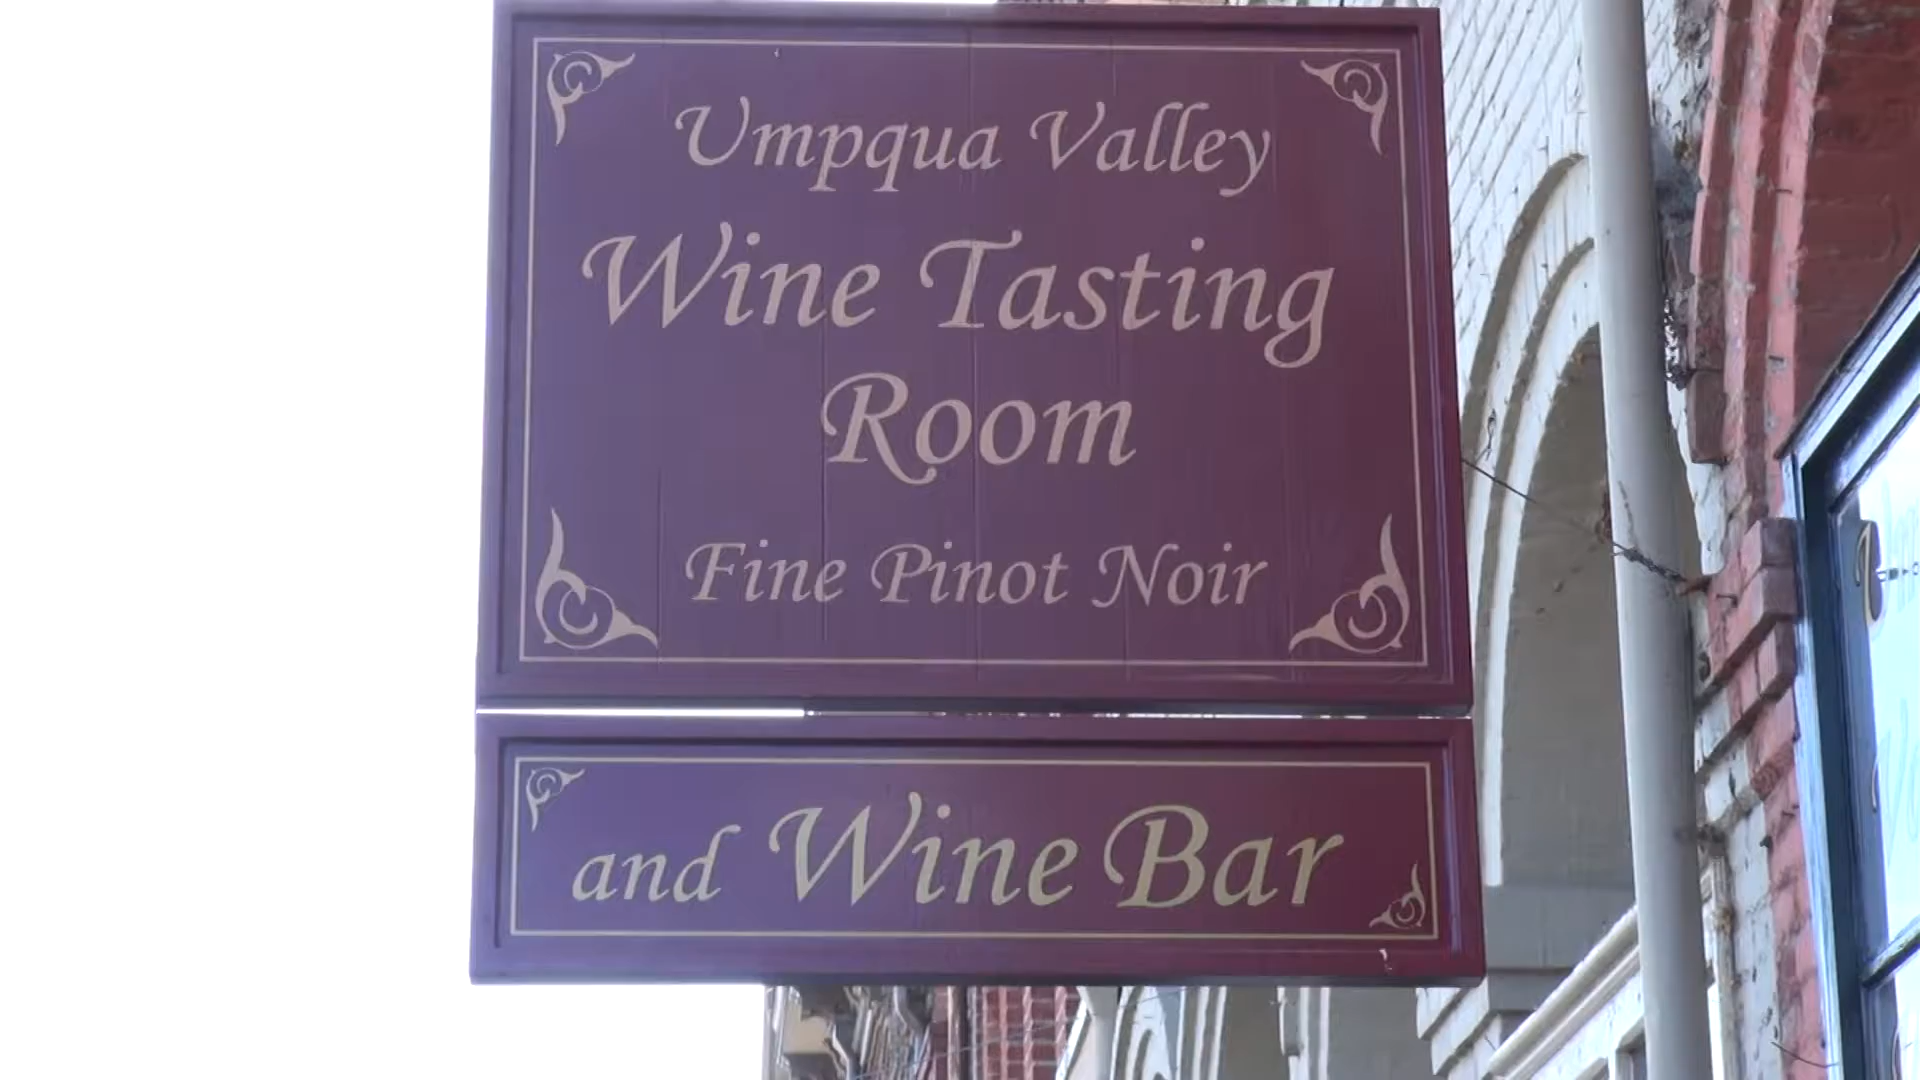 Umpqua Valley
Wine Tasting
Room
Fine Pinot Noir
and Wine Bar